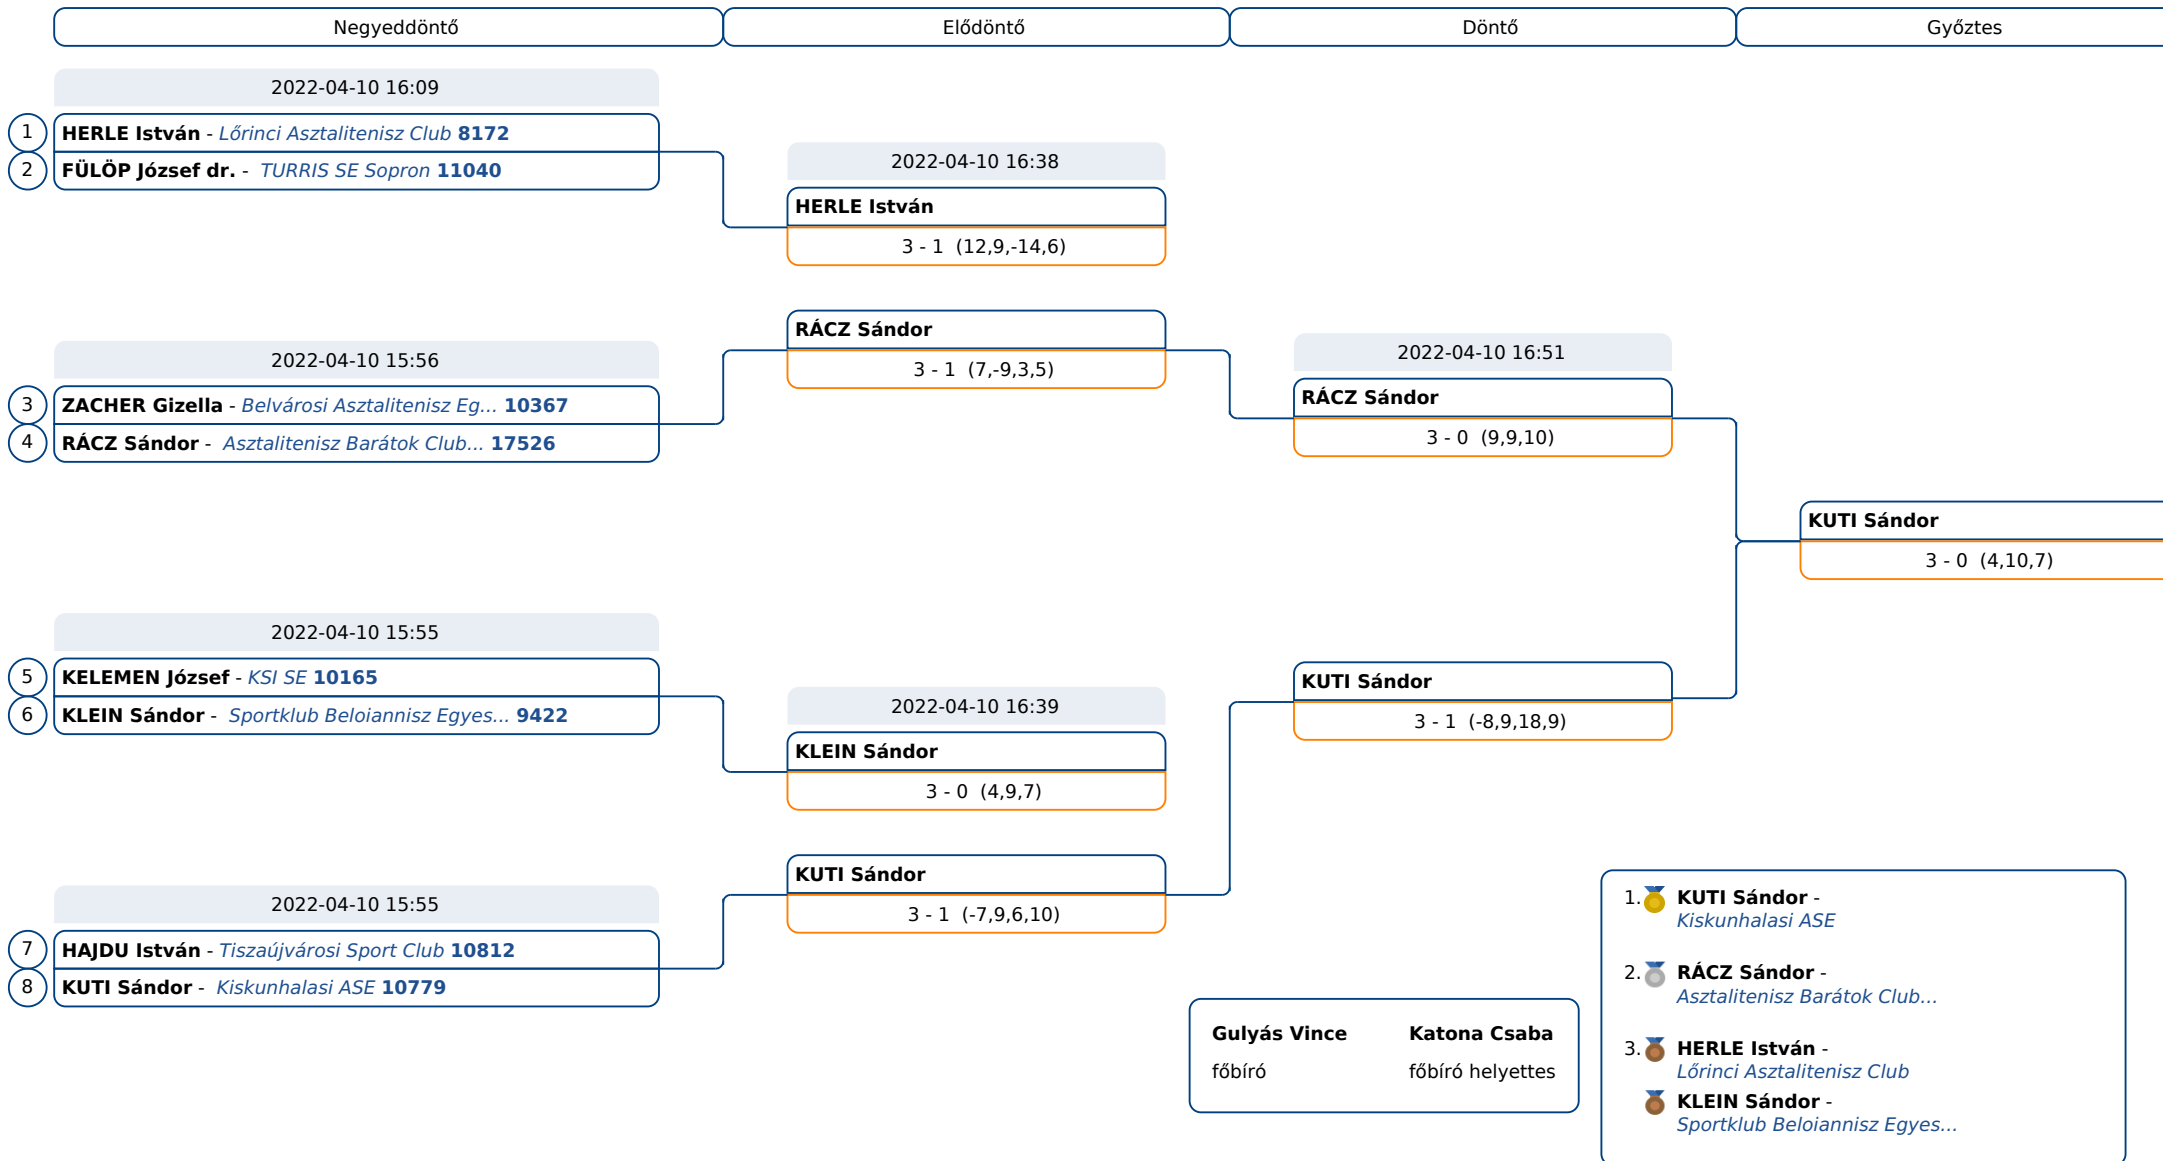 Negyeddöntő
Elődöntő
Döntő
Győztes
2022-04-10 16:09
1
HERLE István - Lőrinci Asztalitenisz Club 8172
2
FÜLÖP József dr. - TURRIS SE Sopron 11040
2022-04-10 16:38
HERLE István
3 - 1 (12,9,-14,6)
RÁCZ Sándor
3 - 1 (7,-9,3,5)
2022-04-10 15:56
3
ZACHER Gizella - Belvárosi Asztalitenisz Eg... 10367
4
RÁCZ Sándor - Asztalitenisz Barátok Club... 17526
2022-04-10 16:51
RÁCZ Sándor
3 - 0 (9,9,10)
KUTI Sándor
3 - 0 (4,10,7)
2022-04-10 15:55
5
KELEMEN József - KSI SE 10165
6
KLEIN Sándor - Sportklub Beloiannisz Egyes... 9422
KUTI Sándor
3 - 1 (-8,9,18,9)
2022-04-10 16:39
KLEIN Sándor
3 - 0 (4,9,7)
KUTI Sándor
3 - 1 (-7,9,6,10)
2022-04-10 15:55
7
HAJDU István - Tiszaújvárosi Sport Club 10812
8
KUTI Sándor - Kiskunhalasi ASE 10779
Gulyás Vince
főbíró
Katona Csaba
főbíró helyettes
1. KUTI Sándor -
Kiskunhalasi ASE
2. RÁCZ Sándor -
Asztalitenisz Barátok Club...
3. HERLE István -
Lőrinci Asztalitenisz Club
KLEIN Sándor -
Sportklub Beloiannisz Egyes...